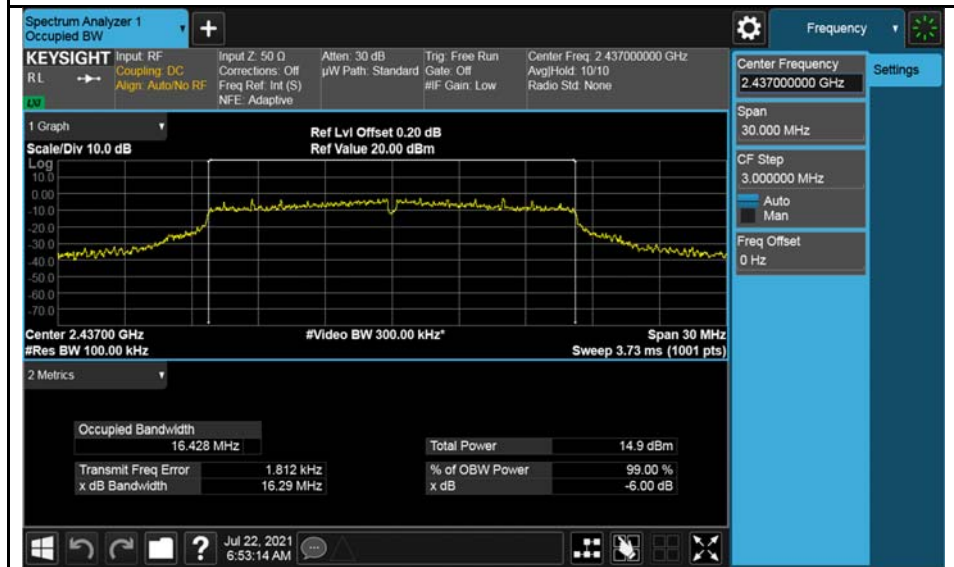 Spectrum Analyzer 1
Occupied BW
+
Frequency
KEYSIGHT
RL
LXI
Input: RF
Coupling: DC
Align: Auto/No RF
Input Z: 50 Ω
Corrections: Off
Freq Ref: Int (S)
NFE: Adaptive
Atten: 30 dB
µW Path: Standard
Trig: Free Run
Gate: Off
#IF Gain: Low
Center Freq: 2.437000000 GHz
Avg|Hold: 10/10
Radio Std: None
Center Frequency
2.437000000 GHz
Settings
Span
30.000 MHz
CF Step
3.000000 MHz
Auto
Man
Freq Offset
0 Hz
1 Graph
Scale/Div 10.0 dB
Ref Lvl Offset 0.20 dB
Ref Value 20.00 dBm
Log
10.0
0.00
-10.0
-20.0
-30.0
-40.0
-50.0
-60.0
-70.0
Center 2.43700 GHz
#Res BW 100.00 kHz
#Video BW 300.00 kHz*
Span 30 MHz
Sweep 3.73 ms (1001 pts)
2 Metrics
Occupied Bandwidth
16.428 MHz
Transmit Freq Error 1.812 kHz
x dB Bandwidth 16.29 MHz
Total Power 14.9 dBm
% of OBW Power 99.00 %
x dB -6.00 dB
?
Jul 22, 2021
6:53:14 AM